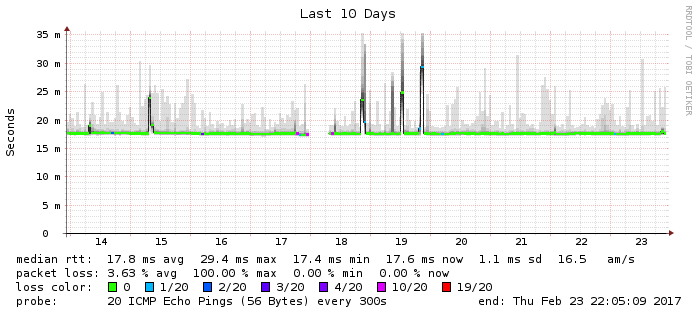 Last 10 Days
RRDTOOL / TOBI OETIKER
Seconds
35 m
30 m
25 m
20 m
15 m
10 m
5 m
0
14 15 16 17 18 19 20 21 22 23
median rtt: 17.8 ms avg 29.4 ms max 17.4 ms min 17.6 ms now 1.1 ms sd 16.5 am/s
packet loss: 3.63 % avg 100.00 % max 0.00 % min 0.00 % now
loss color: 0 1/20 2/20 3/20 4/20 10/20 19/20
probe: 20 ICMP Echo Pings (56 Bytes) every 300s end: Thu Feb 23 22:05:09 2017